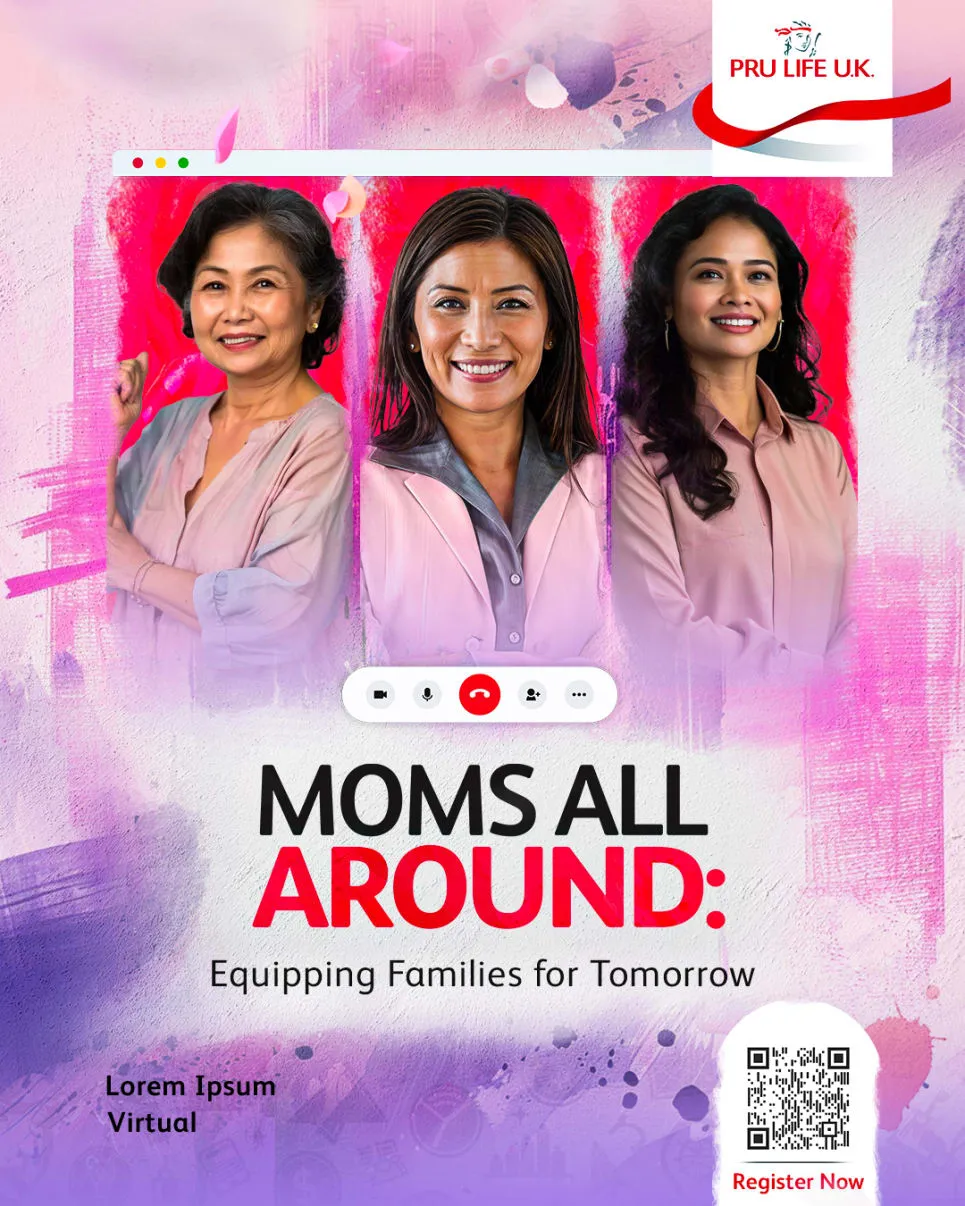 PRU LIFE U.K.
MOMS ALL
AROUND:
Equipping Families for Tomorrow
Lorem Ipsum
Virtual
Register Now